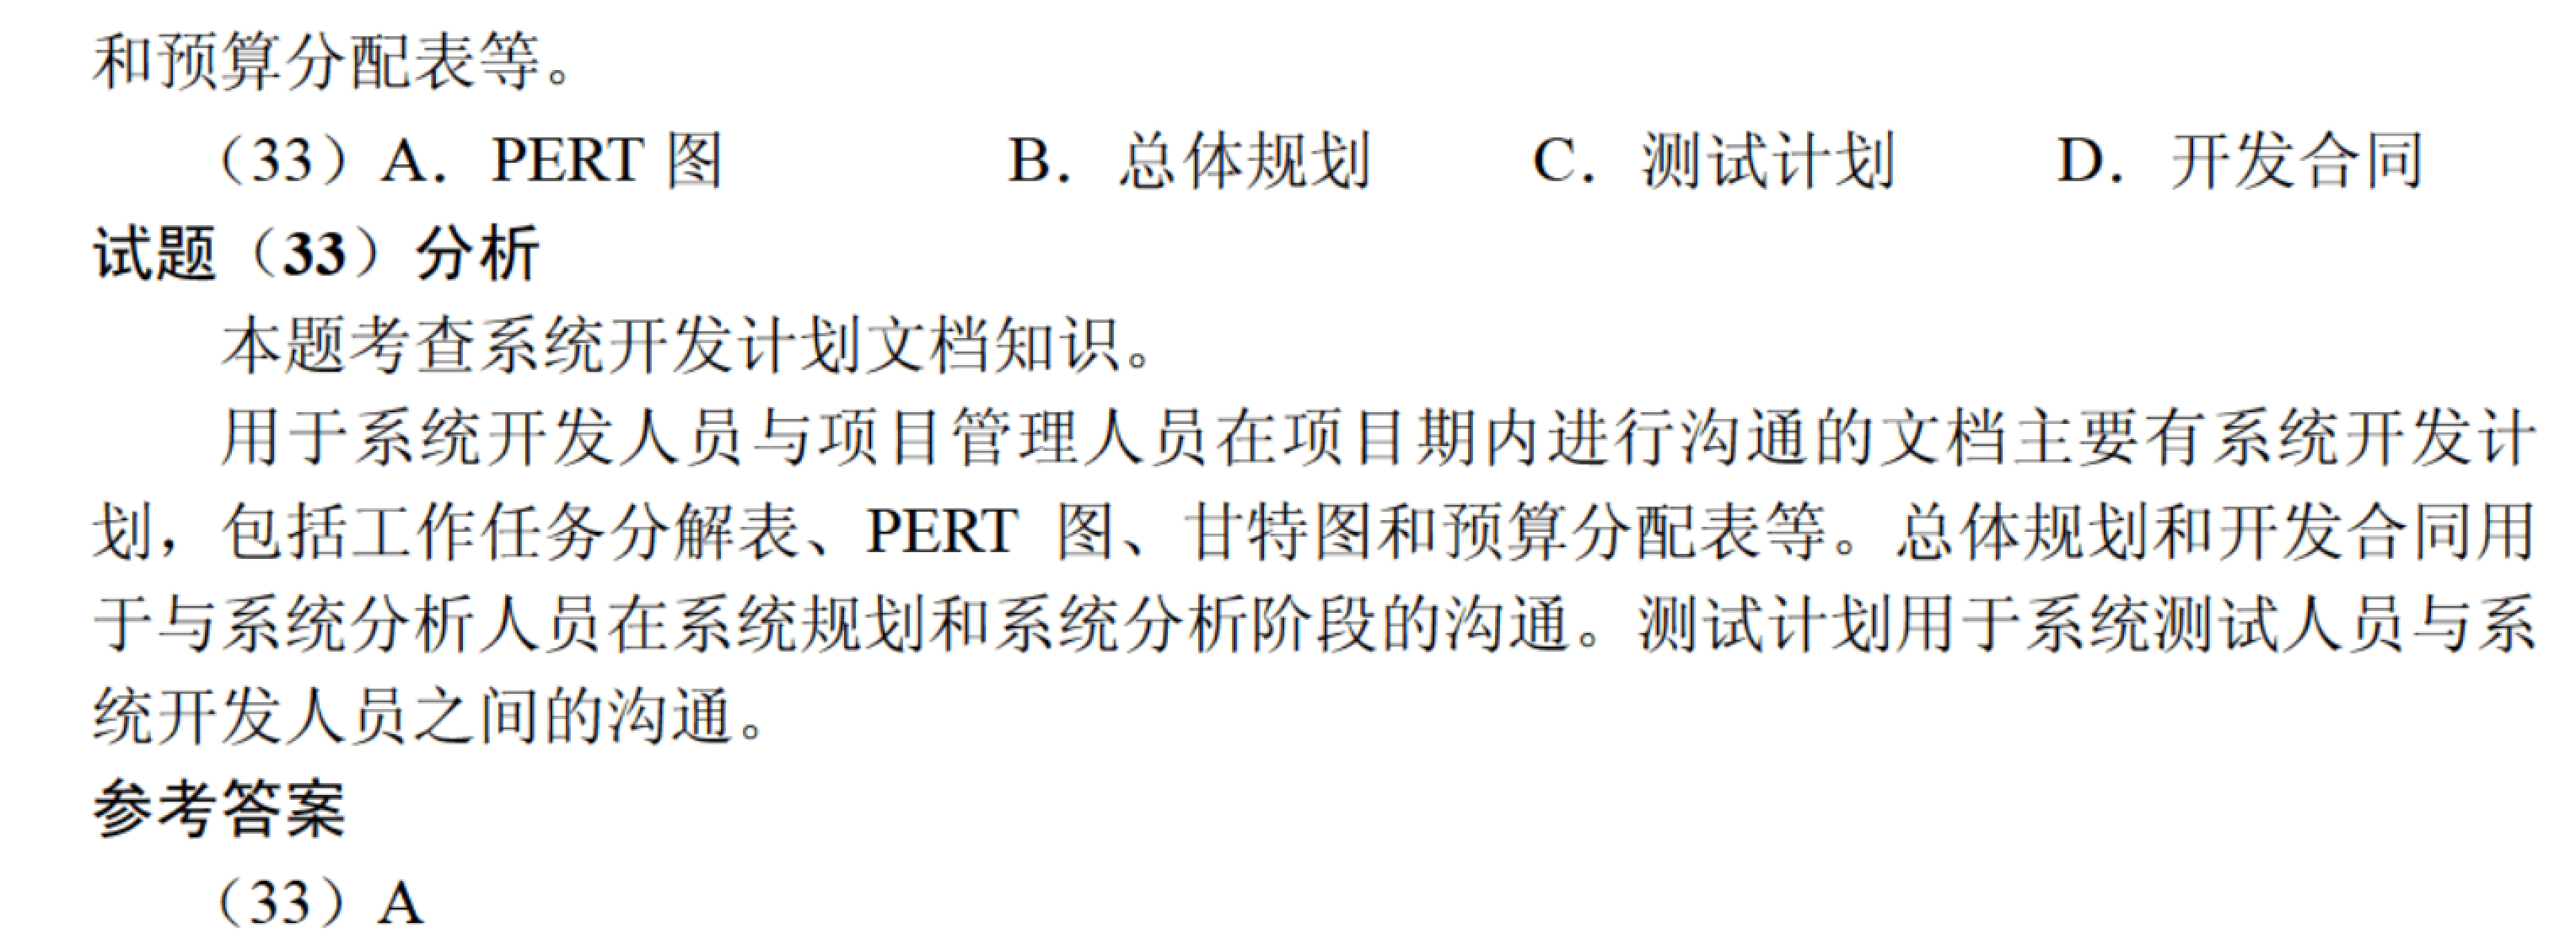 和预算分配表等。
（33）A．PERT 图 B．总体规划 C．测试计划 D．开发合同
试题（33）分析
本题考查系统开发计划文档知识。
用于系统开发人员与项目管理人员在项目期内进行沟通的文档主要有系统开发计
划，包括工作任务分解表、PERT 图、甘特图和预算分配表等。总体规划和开发合同用
于与系统分析人员在系统规划和系统分析阶段的沟通。测试计划用于系统测试人员与系
统开发人员之间的沟通。
参考答案
（33）A